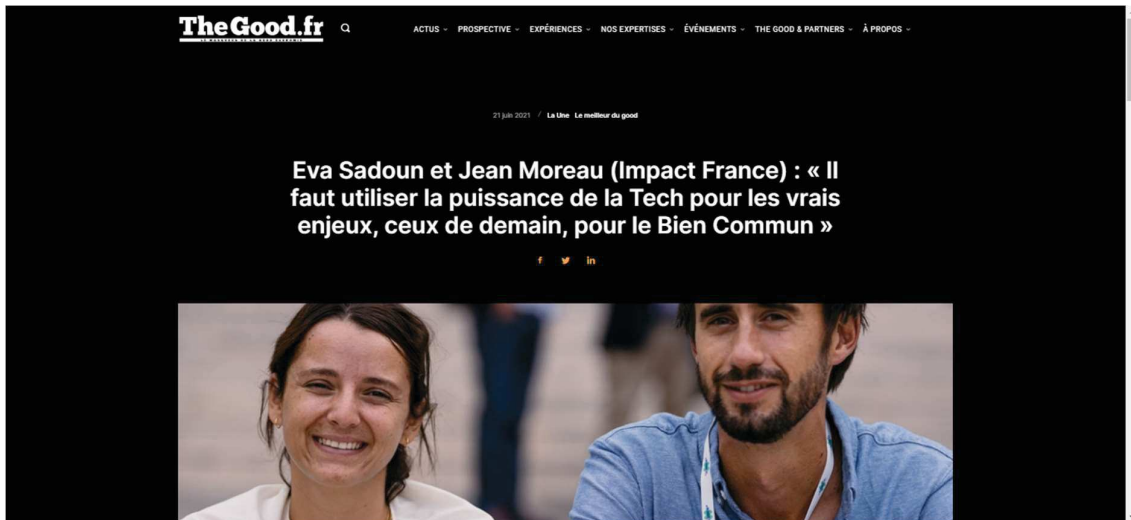 TheGood.fr
ACTUS PROSPECTIVE EXPÉRIENCES NOS EXPERTISES ÉVÉNEMENTS THE GOOD & PARTNERS À PROPOS
21 juin 2021 / La Une Le meilleur du good
Eva Sadoun et Jean Moreau (Impact France) : « Il
faut utiliser la puissance de la Tech pour les vrais
enjeux, ceux de demain, pour le Bien Commun »